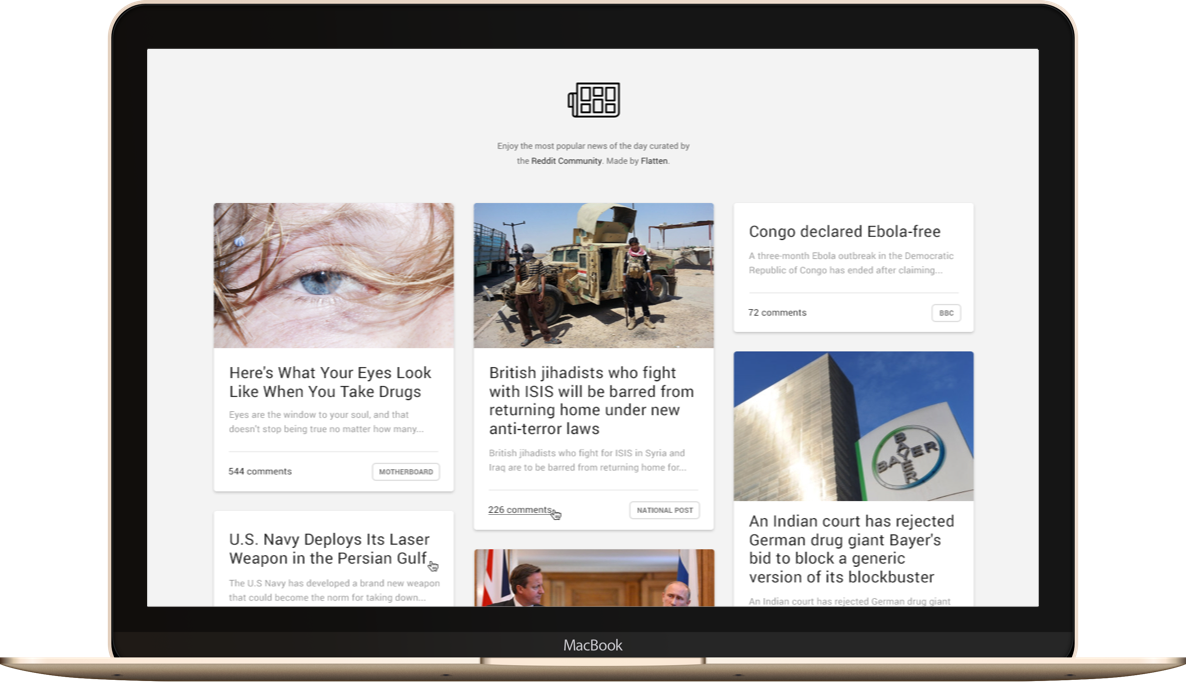 Enjoy the most popular news of the day curated by
the Reddit Community. Made by Flatten.
Here's What Your Eyes Look
Like When You Take Drugs
Eyes are the window to your soul, and that
doesn't stop being true no matter how many...
544 comments
MOTHERBOARD
U.S. Navy Deploys Its Laser
Weapon in the Persian Gulf
The U.S Navy has developed a brand new weapon
that could become the norm for taking down...
British jihadists who fight
with ISIS will be barred from
returning home under new
anti-terror laws
British jihadists who fight for ISIS in Syria and
Iraq are to be barred from returning home for...
226 comments
NATIONAL POST
Congo declared Ebola-free
A three-month Ebola outbreak in the Democratic
Republic of Congo has ended after claiming...
72 comments
BBC
BAYER
BAYER
An Indian court has rejected
German drug giant Bayer's
bid to block a generic
version of its blockbuster
An Indian court has rejected German drug giant
MacBook